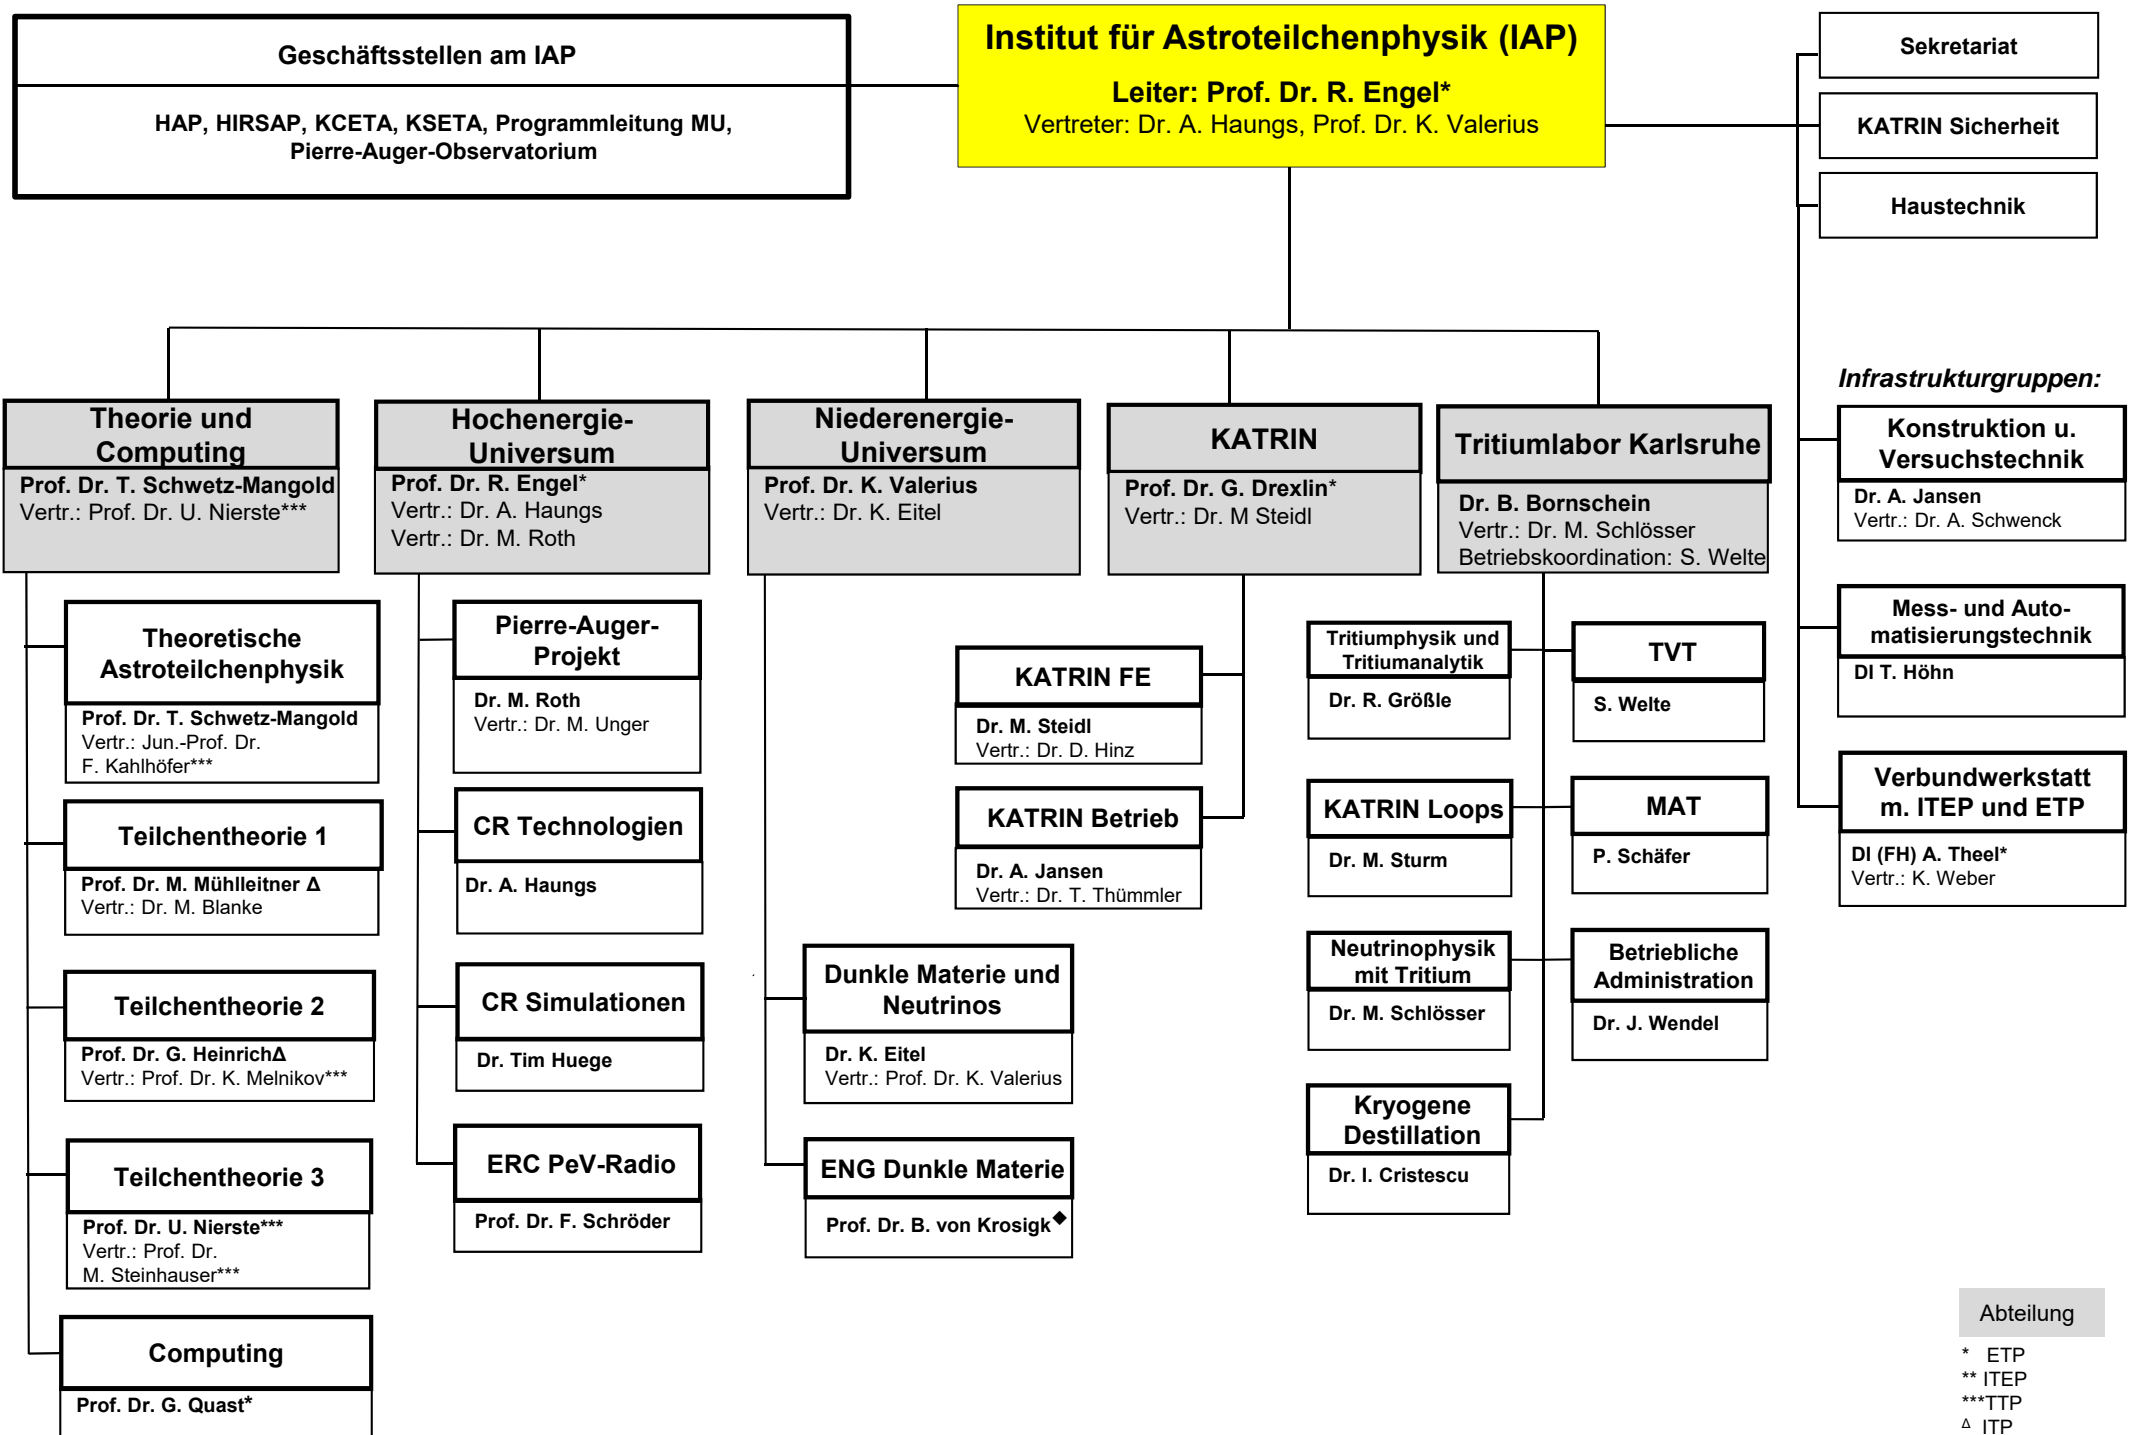 Geschäftsstellen am IAP
HAP, HIRSAP, KCETA, KSETA, Programmleitung MU,
Pierre-Auger-Observatorium
Institut für Astroteilchenphysik (IAP)
Leiter: Prof. Dr. R. Engel*
Vertreter: Dr. A. Haungs, Prof. Dr. K. Valerius
Sekretariat
KATRIN Sicherheit
Haustechnik
Theorie und
Computing
Prof. Dr. T. Schwetz-Mangold
Vertr.: Prof. Dr. U. Nierste***
Theoretische
Astroteilchenphysik
Prof. Dr. T. Schwetz-Mangold
Vertr.: Jun.-Prof. Dr.
F. Kahlhöfer***
Teilchentheorie 1
Prof. Dr. M. Mühlleitner Δ
Vertr.: Dr. M. Blanke
Teilchentheorie 2
Prof. Dr. G. HeinrichΔ
Vertr.: Prof. Dr. K. Melnikov***
Teilchentheorie 3
Prof. Dr. U. Nierste***
Vertr.: Prof. Dr.
M. Steinhauser***
Computing
Prof. Dr. G. Quast*
Hochenergie-
Universum
Prof. Dr. R. Engel*
Vertr.: Dr. A. Haungs
Vertr.: Dr. M. Roth
Pierre-Auger-
Projekt
Dr. M. Roth
Vertr.: Dr. M. Unger
CR Technologien
Dr. A. Haungs
CR Simulationen
Dr. Tim Huege
ERC PeV-Radio
Prof. Dr. F. Schröder
Niederenergie-
Universum
Prof. Dr. K. Valerius
Vertr.: Dr. K. Eitel
Dunkle Materie und
Neutrinos
Dr. K. Eitel
Vertr.: Prof. Dr. K. Valerius
ENG Dunkle Materie
Prof. Dr. B. von Krosigk◆
KATRIN
Prof. Dr. G. Drexlin*
Vertr.: Dr. M Steidl
KATRIN FE
Dr. M. Steidl
Vertr.: Dr. D. Hinz
KATRIN Betrieb
Dr. A. Jansen
Vertr.: Dr. T. Thümmler
Tritiumlabor Karlsruhe
Dr. B. Bornschein
Vertr.: Dr. M. Schlösser
Betriebskoordination: S. Welte
Tritiumphysik und
Tritiumanalytik
Dr. R. Größle
KATRIN Loops
Dr. M. Sturm
Neutrinophysik
mit Tritium
Dr. M. Schlösser
Kryogene
Destillation
Dr. I. Cristescu
TVT
S. Welte
MAT
P. Schäfer
Betriebliche
Administration
Dr. J. Wendel
Infrastrukturgruppen:
Konstruktion u.
Versuchstechnik
Dr. A. Jansen
Vertr.: Dr. A. Schwenck
Mess- und Auto-
matisierungstechnik
DI T. Höhn
Verbundwerkstatt
m. ITEP und ETP
DI (FH) A. Theel*
Vertr.: K. Weber
Abteilung
* ETP
** ITEP
***TTP
Δ ITP